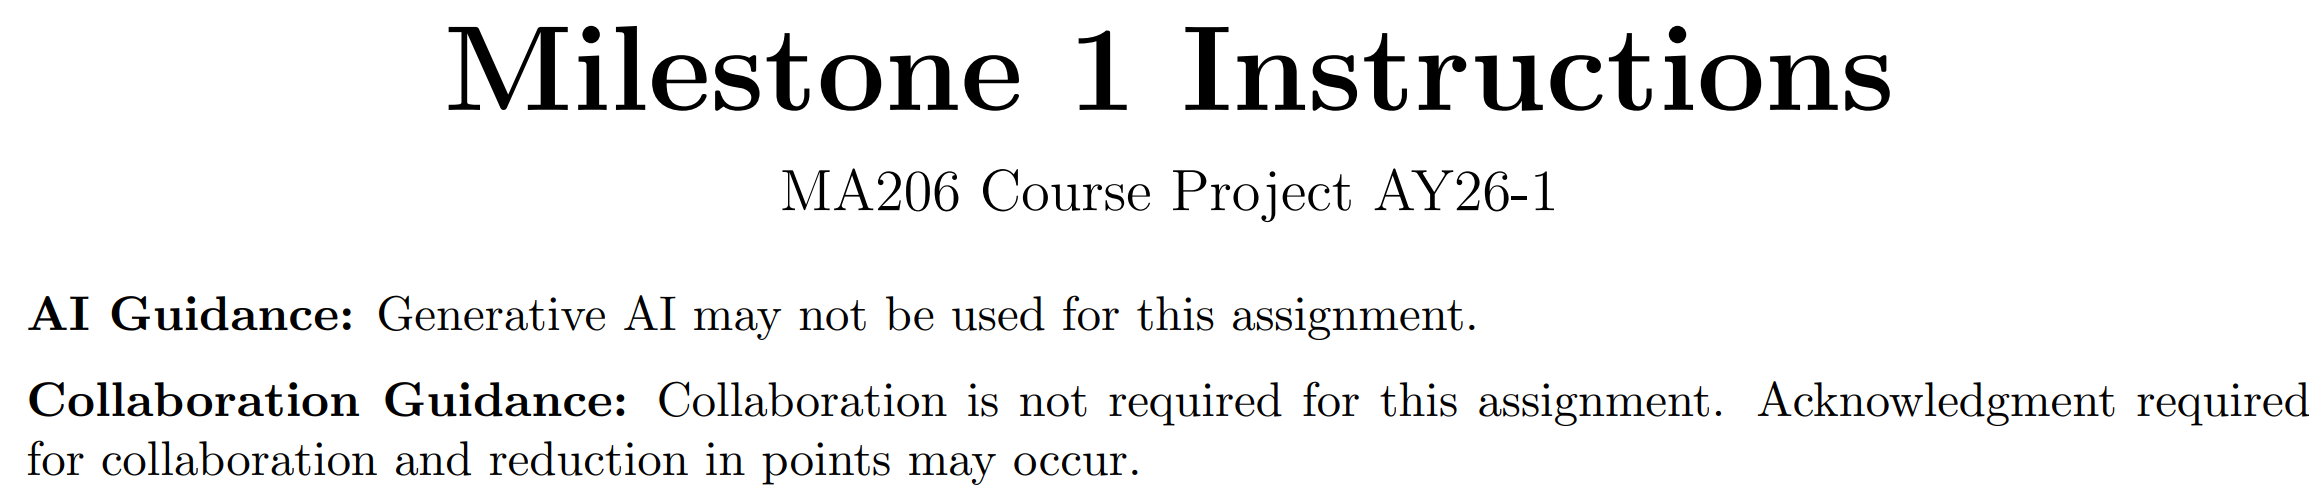 Milestone 1 Instructions
MA206 Course Project AY26-1
AI Guidance: Generative AI may not be used for this assignment.
Collaboration Guidance: Collaboration is not required for this assignment. Acknowledgment required
for collaboration and reduction in points may occur.